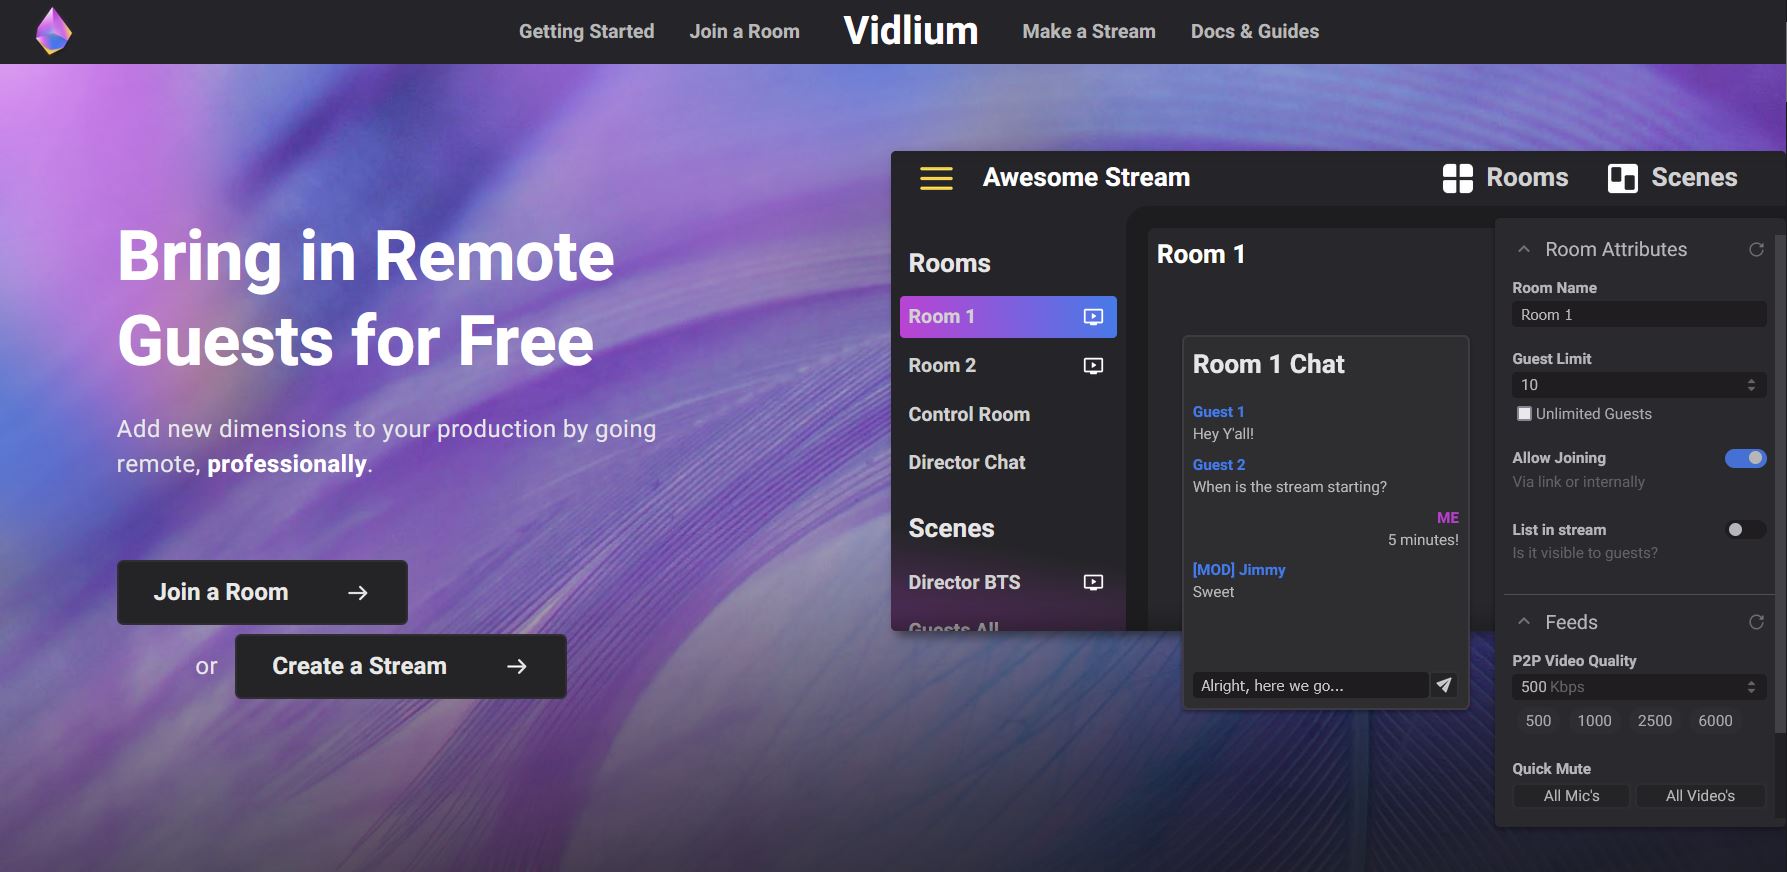 Getting Started
Join a Room
Vidlium
Make a Stream
Docs & Guides
Bring in Remote
Guests for Free
Add new dimensions to your production by going
remote, professionally.
Join a Room
or
Create a Stream
Awesome Stream
Rooms
Scenes
Rooms
Room 1
Room 2
Control Room
Director Chat
Scenes
Director BTS
Guests All
Room 1
Room 1 Chat
Guest 1
Hey Y'all!
Guest 2
When is the stream starting?
ME
5 minutes!
[MOD] Jimmy
Sweet
Alright, here we go...
Room Attributes
Room Name
Room 1
Guest Limit
10
Unlimited Guests
Allow Joining
Via link or internally
List in stream
Is it visible to guests?
Feeds
P2P Video Quality
500 Kbps
500 1000 2500 6000
Quick Mute
All Mic's
All Video's